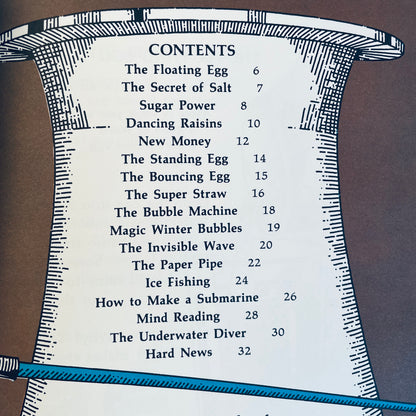 CONTENTS
The Floating Egg 6
The Secret of Salt 7
Sugar Power 8
Dancing Raisins 10
New Money 12
The Standing Egg 14
The Bouncing Egg 15
The Super Straw 16
The Bubble Machine 18
Magic Winter Bubbles 19
The Invisible Wave 20
The Paper Pipe 22
Ice Fishing 24
How to Make a Submarine 26
Mind Reading 28
The Underwater Diver 30
Hard News 32